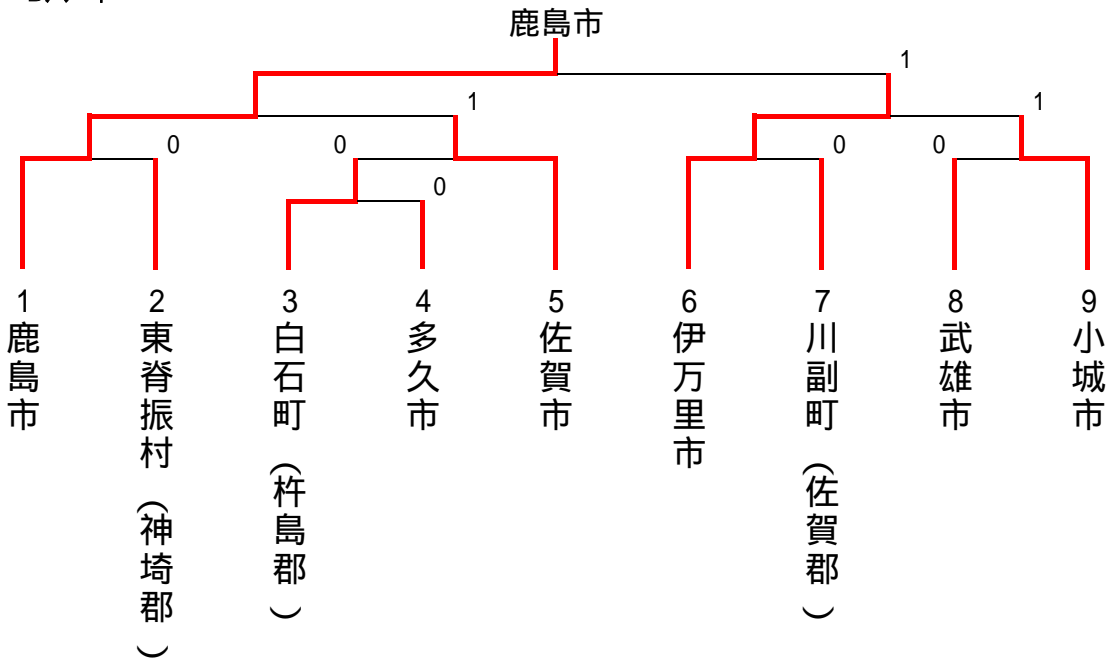 鹿島市
1
1
1
0
0
0
0
0
1 鹿島市
2 東脊振村(神埼郡)
3 白石町(杵島郡)
4 多久市
5 佐賀市
6 伊万里市
7 川副町(佐賀郡)
8 武雄市
9 小城市